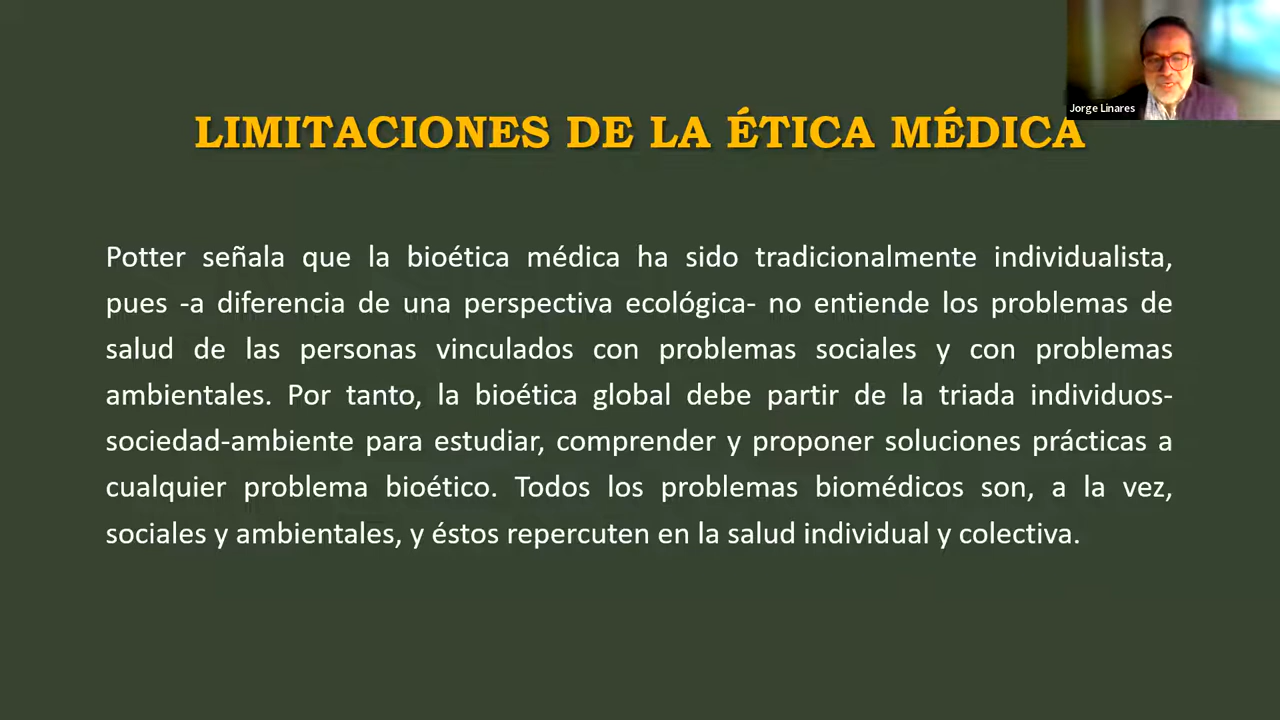 Jorge Linares
LIMITACIONES DE LA ÉTICA MÉDICA
Potter señala que la bioética médica ha sido tradicionalmente individualista,
pues -a diferencia de una perspectiva ecológica- no entiende los problemas de
salud de las personas vinculados con problemas sociales y con problemas
ambientales. Por tanto, la bioética global debe partir de la triada individuos-
sociedad-ambiente para estudiar, comprender y proponer soluciones prácticas a
cualquier problema bioético. Todos los problemas biomédicos son, a la vez,
sociales y ambientales, y éstos repercuten en la salud individual y colectiva.